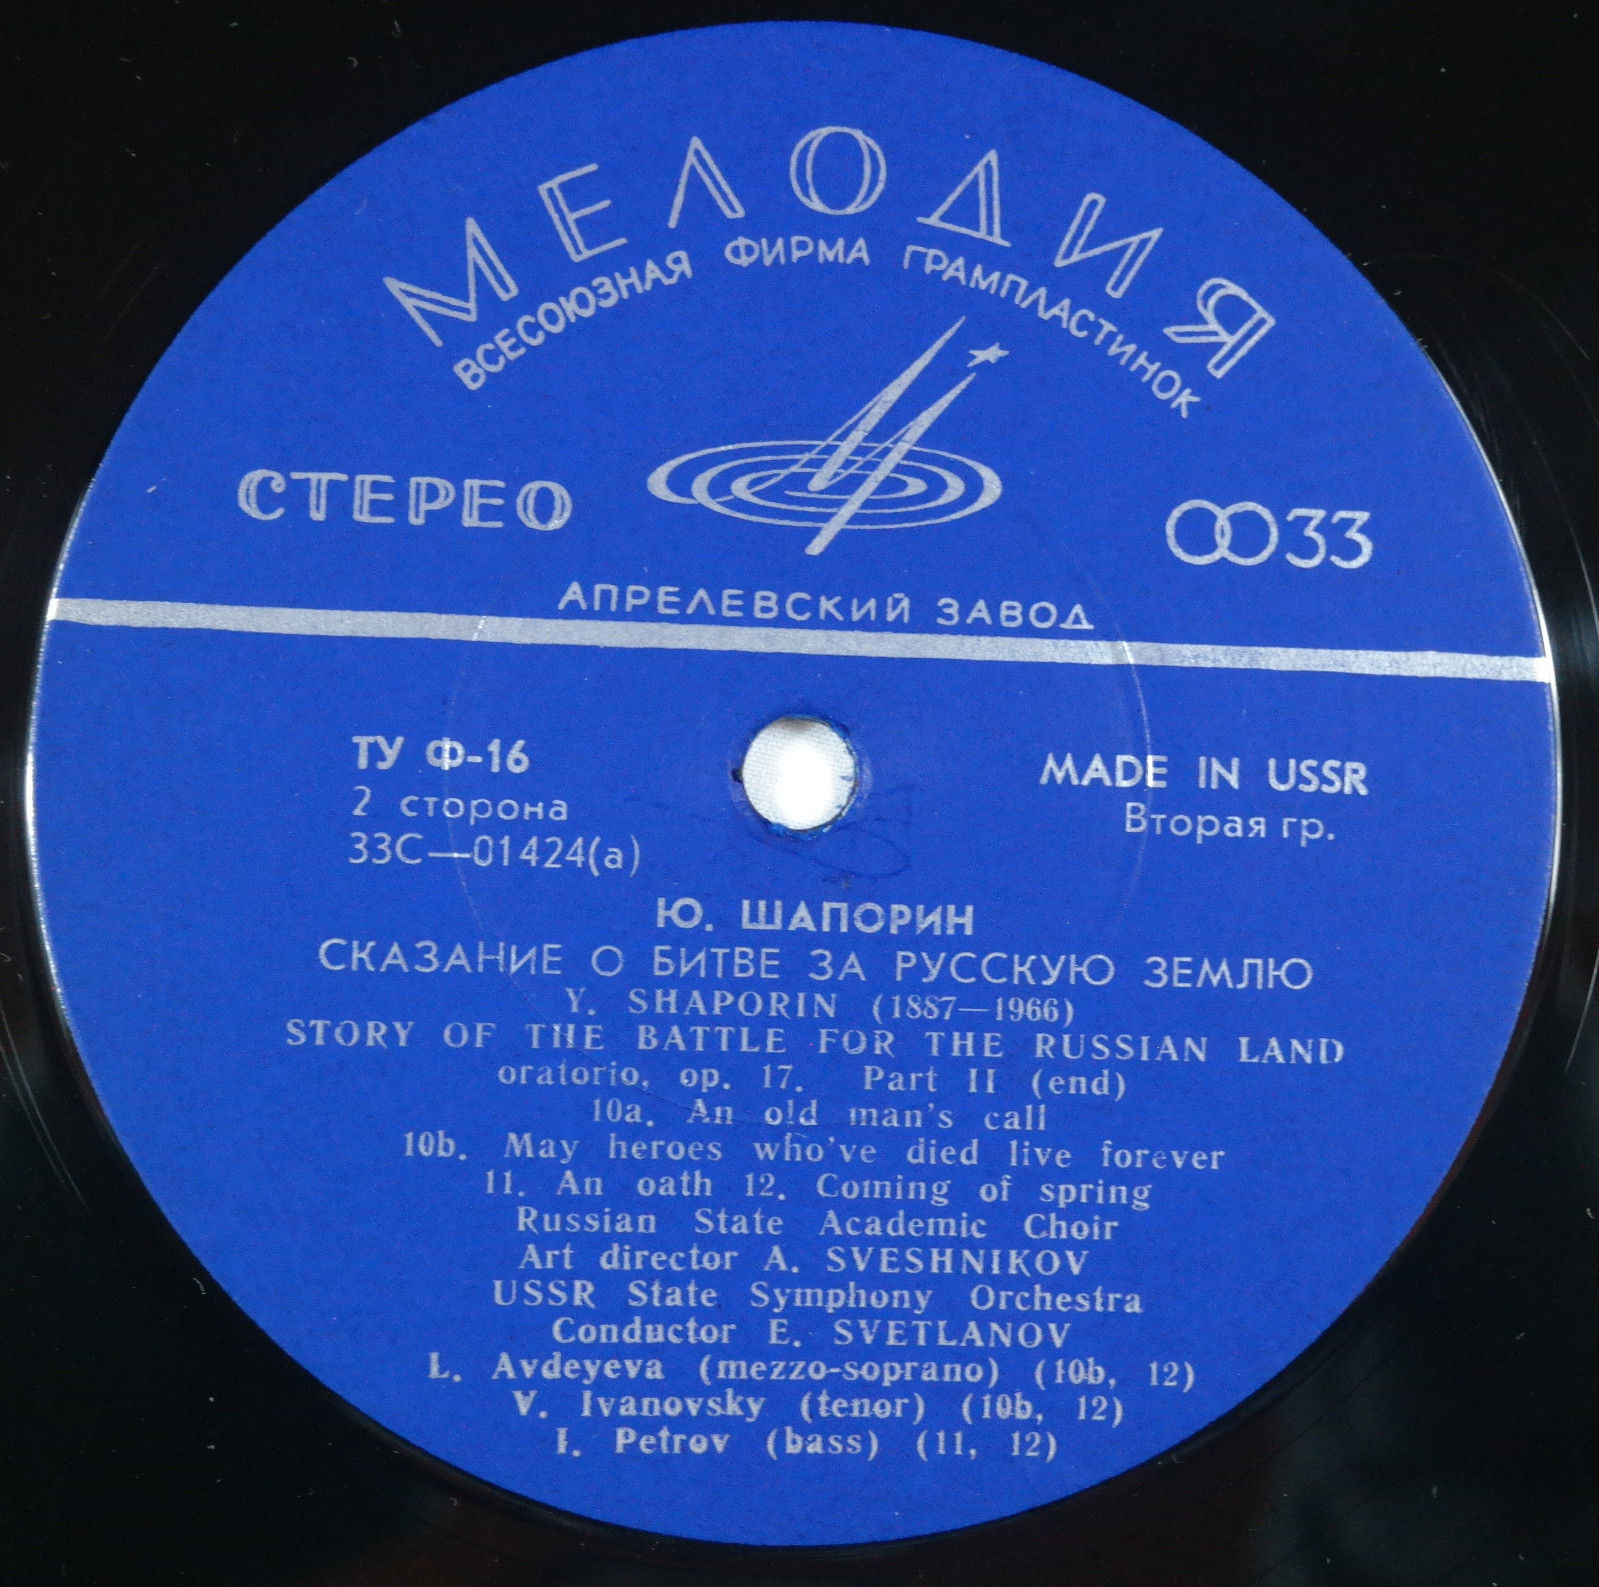 МЕЛОДИЯ
ВСЕСОЮЗНАЯ ФИРМА ГРАМПЛАСТИНОК
СТЕРЕО
33
АПРЕЛЕВСКИЙ ЗАВОД
ТУ Ф-16
2 сторона
33С—01424(а)
MADE IN USSR
Вторая гр.
Ю. ШАПОРИН
СКАЗАНИЕ О БИТВЕ ЗА РУССКУЮ ЗЕМЛЮ
Y. SHAPORIN (1887—1966)
STORY OF THE BATTLE FOR THE RUSSIAN LAND
oratorio, op. 17. Part II (end)
10a. An old man's call
10b. May heroes who've died live forever
11. An oath 12. Coming of spring
Russian State Academic Choir
Art director A. SVESHNIKOV
USSR State Symphony Orchestra
Conductor E. SVETLANOV
L. Avdeyeva (mezzo-soprano) (10b, 12)
V. Ivanovsky (tenor) (10b, 12)
I. Petrov (bass) (11, 12)